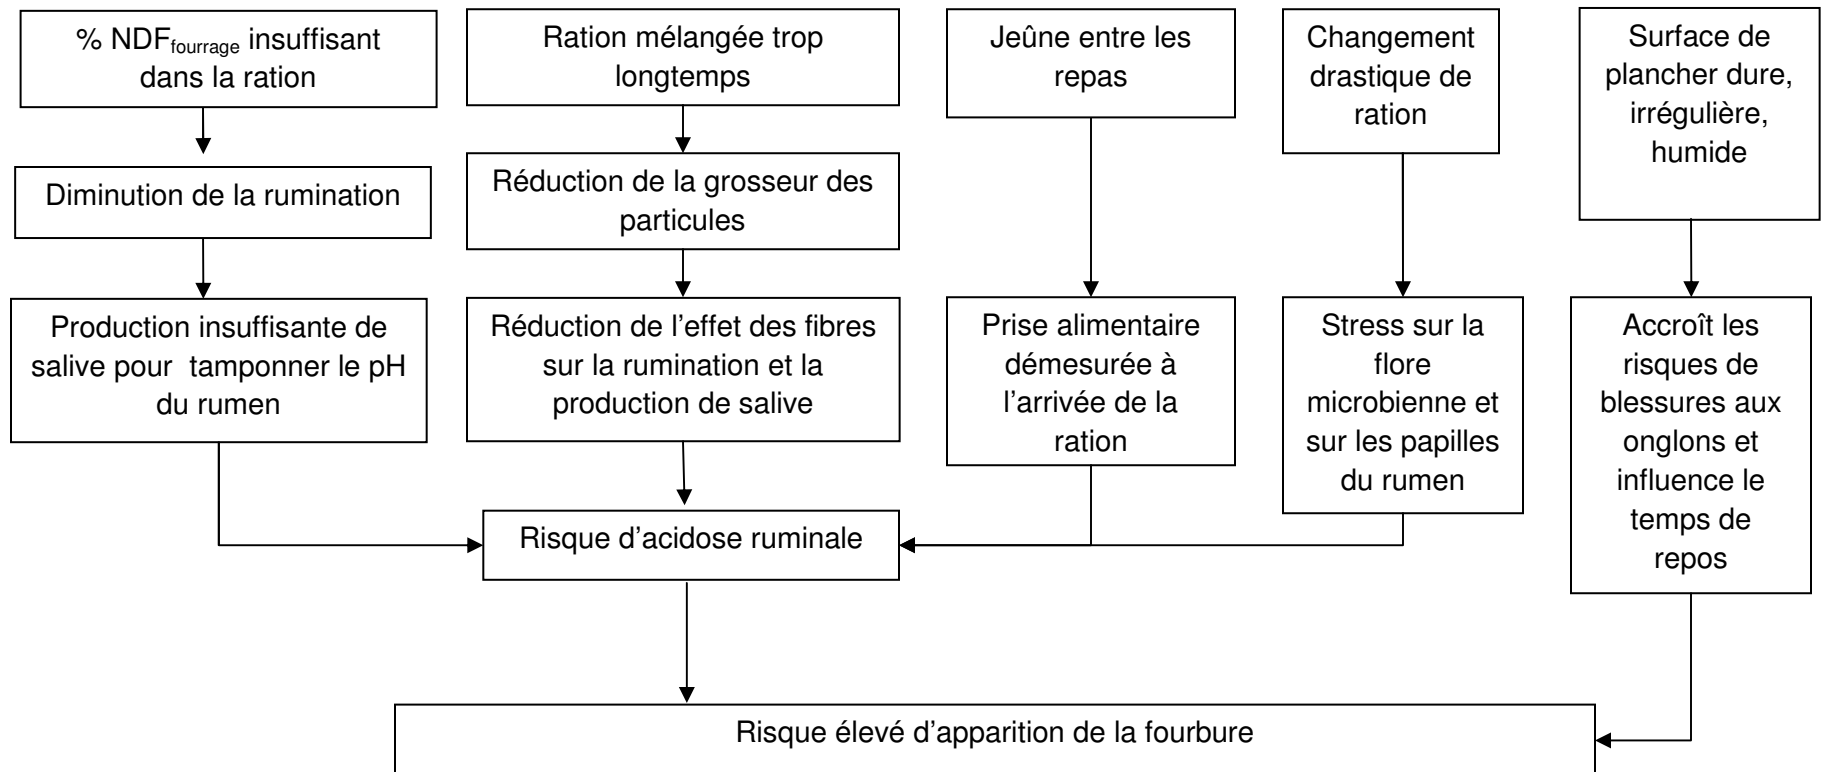 % NDFfourrage insuffisant
dans la ration
Ration mélangée trop
longtemps
Jeûne entre les
repas
Changement
drastique de
ration
Surface de
plancher dure,
irrégulière,
humide
Diminution de la rumination
Réduction de la grosseur des
particules
Production insuffisante de
salive pour tamponner le pH
du rumen
Réduction de l'effet des fibres
sur la rumination et la
production de salive
Prise alimentaire
démesurée à
l'arrivée de la
ration
Stress sur la
flore
microbienne et
sur les papilles
du rumen
Accroît les
risques de
blessures aux
onglons et
influence le
temps de
repos
Risque d'acidose ruminale
Risque élevé d'apparition de la fourbure